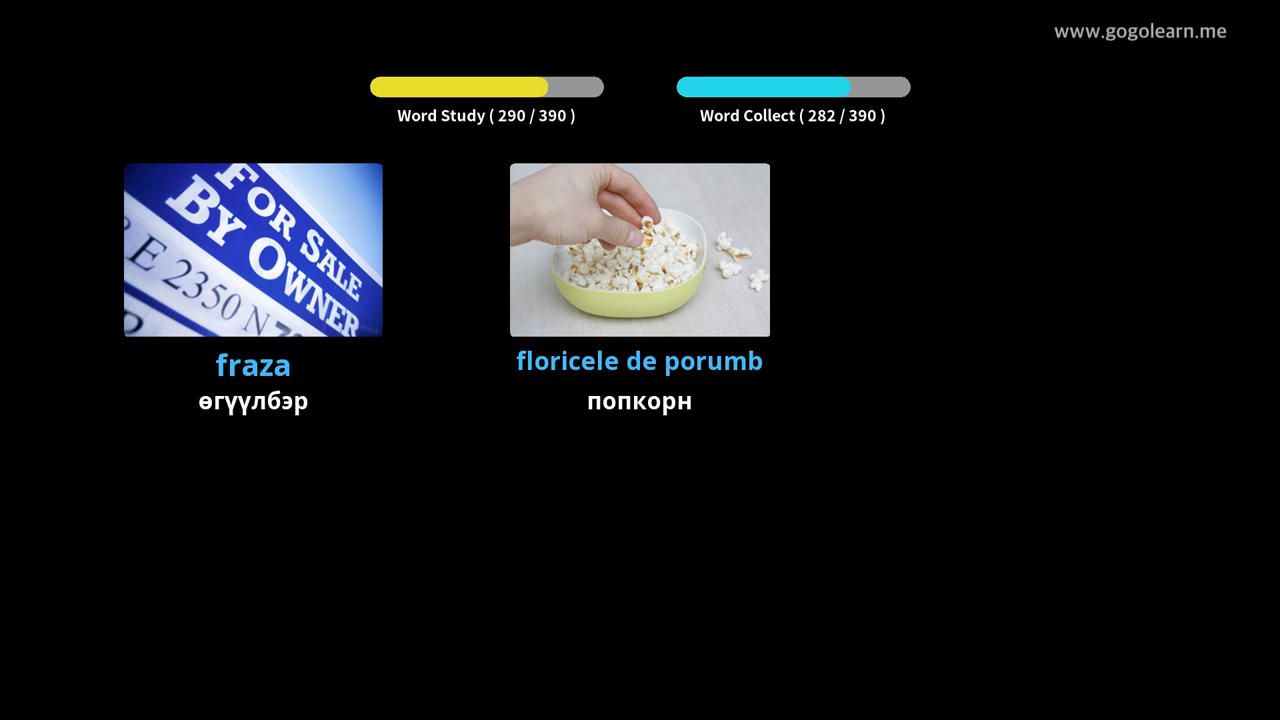 www.gogolearn.me
Word Study ( 290 / 390 )
Word Collect ( 282 / 390 )
FOR SALE
BY OWNER
E 2350 N
fraza
өгүүлбэр
floricele de porumb
попкорн